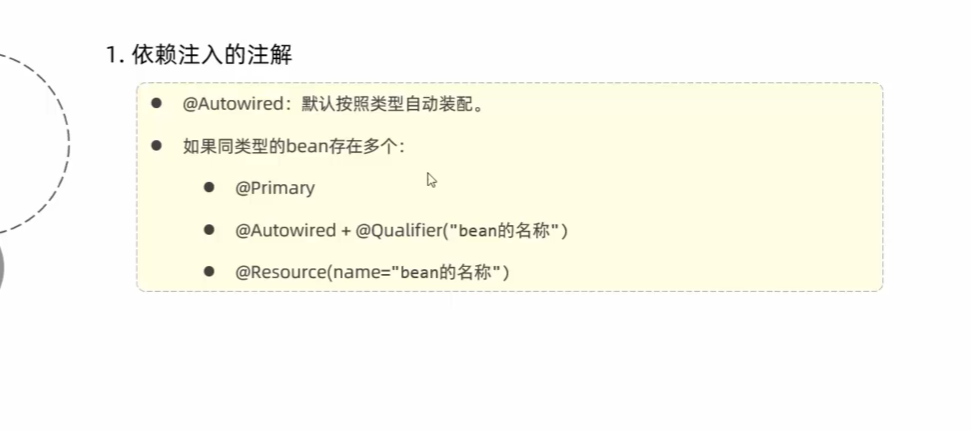 1. 依赖注入的注解
● @Autowired：默认按照类型自动装配。
● 如果同类型的bean存在多个：
● @Primary
● @Autowired + @Qualifier("bean的名称")
● @Resource(name="bean的名称")